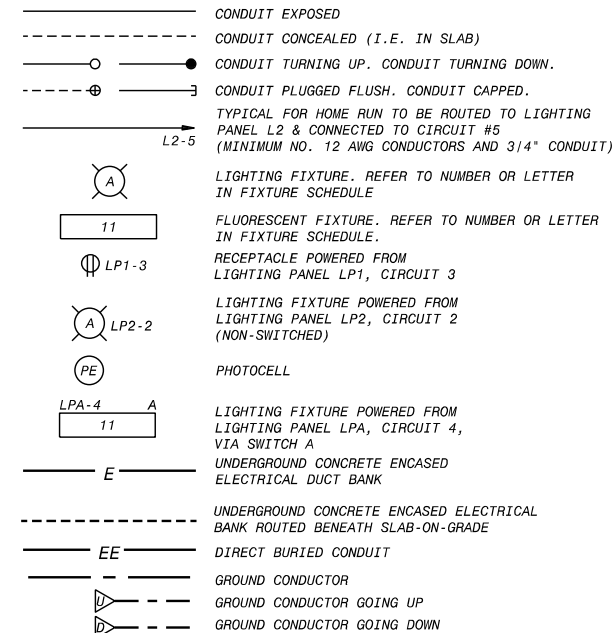 CONDUIT EXPOSED
CONDUIT CONCEALED (I.E. IN SLAB)
CONDUIT TURNING UP. CONDUIT TURNING DOWN.
CONDUIT PLUGGED FLUSH. CONDUIT CAPPED.
L2-5
TYPICAL FOR HOME RUN TO BE ROUTED TO LIGHTING
PANEL L2 & CONNECTED TO CIRCUIT #5
(MINIMUM NO. 12 AWG CONDUCTORS AND 3/4" CONDUIT)
A
LIGHTING FIXTURE. REFER TO NUMBER OR LETTER
IN FIXTURE SCHEDULE
11
FLUORESCENT FIXTURE. REFER TO NUMBER OR LETTER
IN FIXTURE SCHEDULE.
LP1-3
RECEPTACLE POWERED FROM
LIGHTING PANEL LP1, CIRCUIT 3
A LP2-2
LIGHTING FIXTURE POWERED FROM
LIGHTING PANEL LP2, CIRCUIT 2
(NON-SWITCHED)
PE
PHOTOCELL
LPA-4 A
11
LIGHTING FIXTURE POWERED FROM
LIGHTING PANEL LPA, CIRCUIT 4,
VIA SWITCH A
E
UNDERGROUND CONCRETE ENCASED
ELECTRICAL DUCT BANK
UNDERGROUND CONCRETE ENCASED ELECTRICAL
BANK ROUTED BENEATH SLAB-ON-GRADE
EE
DIRECT BURIED CONDUIT
GROUND CONDUCTOR
U
GROUND CONDUCTOR GOING UP
D
GROUND CONDUCTOR GOING DOWN